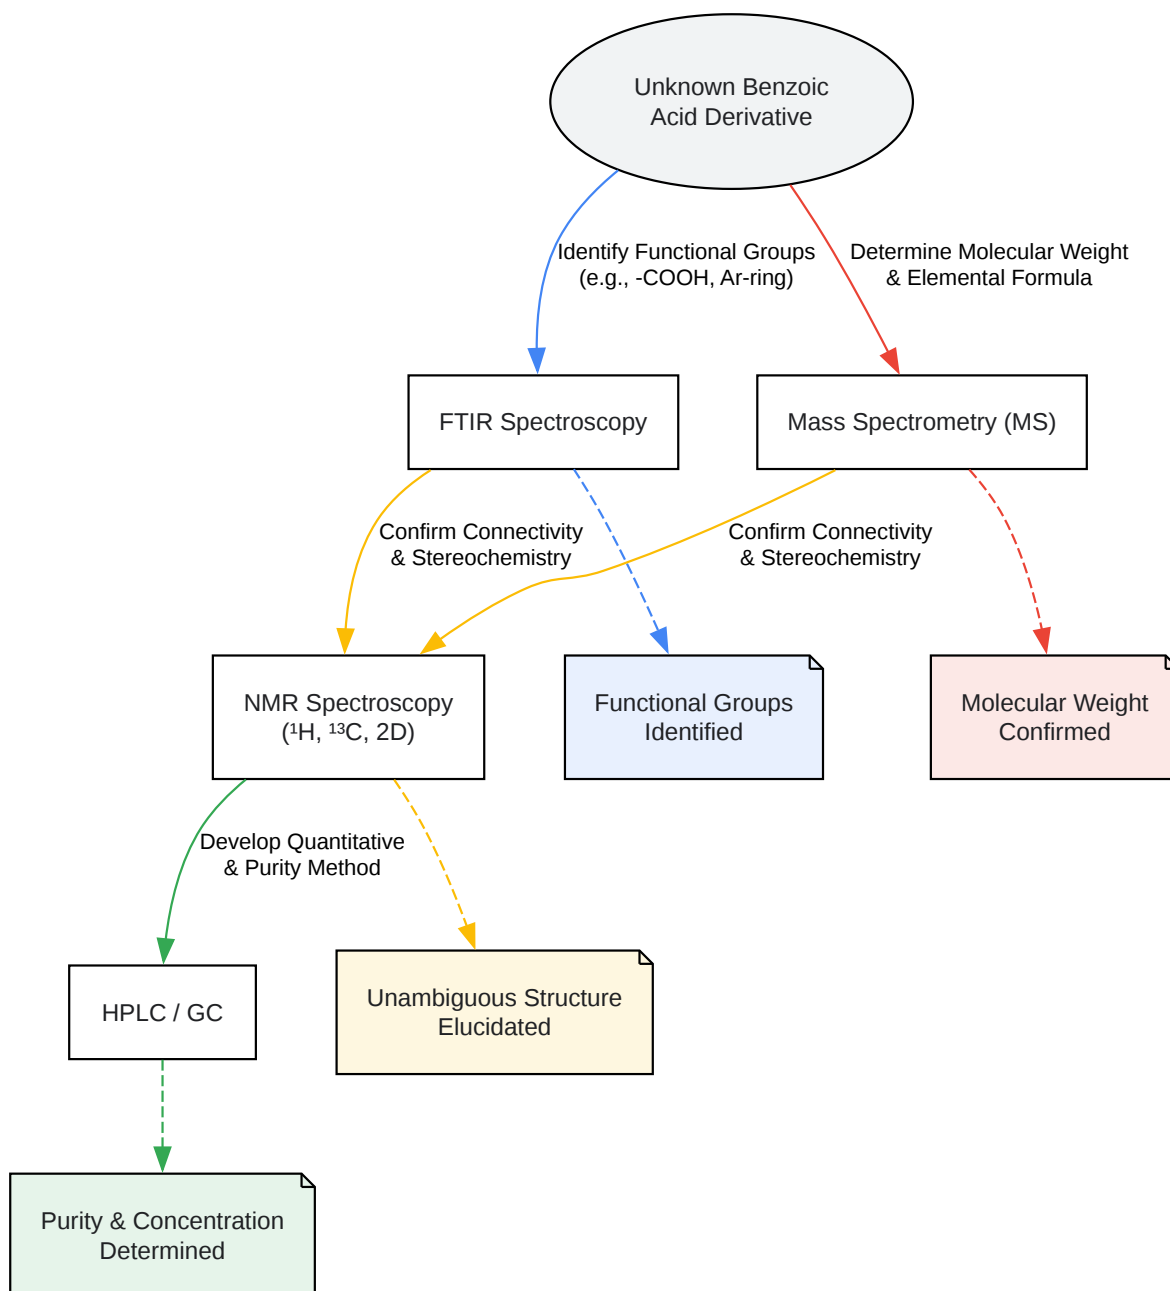 Unknown Benzoic
Acid Derivative
Identify Functional Groups
(e.g., -COOH, Ar-ring)
Determine Molecular Weight
& Elemental Formula
FTIR Spectroscopy
Mass Spectrometry (MS)
Confirm Connectivity
& Stereochemistry
Confirm Connectivity
& Stereochemistry
NMR Spectroscopy
(¹H, ¹³C, 2D)
Functional Groups
Identified
Molecular Weight
Confirmed
Develop Quantitative
& Purity Method
HPLC / GC
Unambiguous Structure
Elucidated
Purity & Concentration
Determined